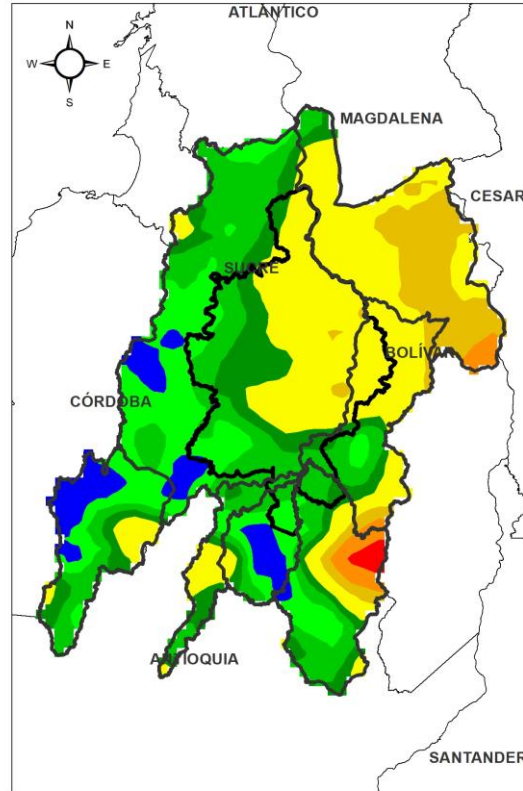 ATLÁNTICO
N
W
E
S
MAGDALENA
CESAR
SUCRE
BOLÍVAR
CÓRDOBA
ANTIOQUIA
SANTANDER